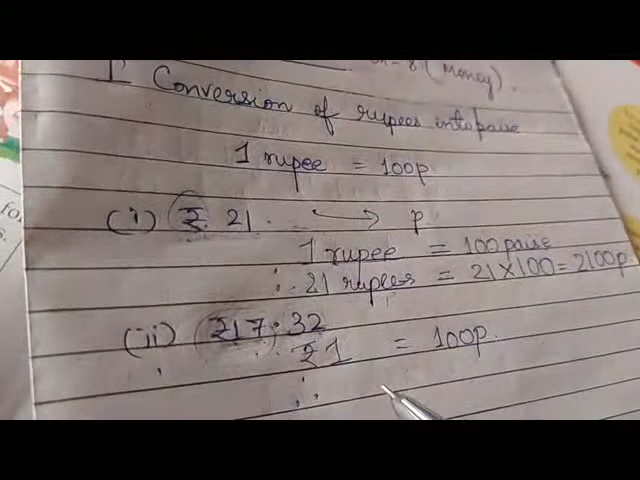 8 (Money).
I Conversion of rupees into paise
1 rupee = 100p
(i) ₹ 21. → p
1 rupee = 100 paise
∴ 21 rupees = 21×100 = 2100p
(ii) ₹17.32
₹1 = 100p.
∴